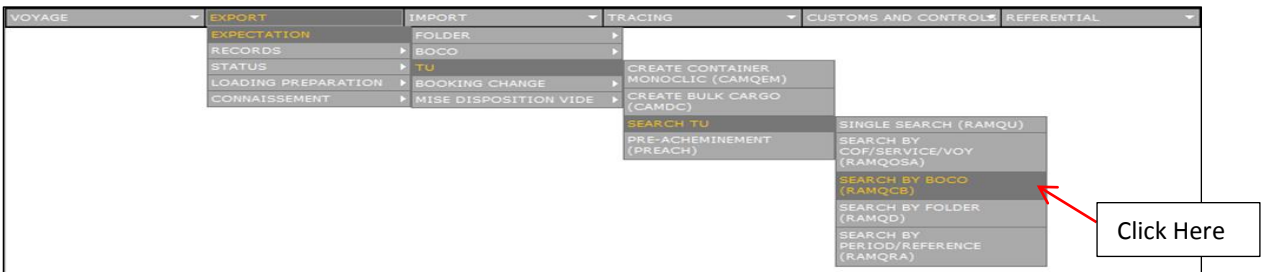 VOYAGE EXPORT IMPORT TRACING CUSTOMS AND CONTROLS REFERENTIAL
EXPECTATION
RECORDS
STATUS
LOADING PREPARATION
CONNAISSEMENT
FOLDER
BOCO
TU
BOOKING CHANGE
MISE DISPOSITION VIDE
CREATE CONTAINER
MONOCLIC (CAMQEM)
CREATE BULK CARGO
(CAMDC)
SEARCH TU
PRE-ACHEMINEMENT
(PREACH)
SINGLE SEARCH (RAMQU)
SEARCH BY
COF/SERVICE/VOY
(RAMQOSA)
SEARCH BY BOCO
(RAMQCB)
SEARCH BY FOLDER
(RAMQD)
SEARCH BY
PERIOD/REFERENCE
(RAMQRA)
Click Here